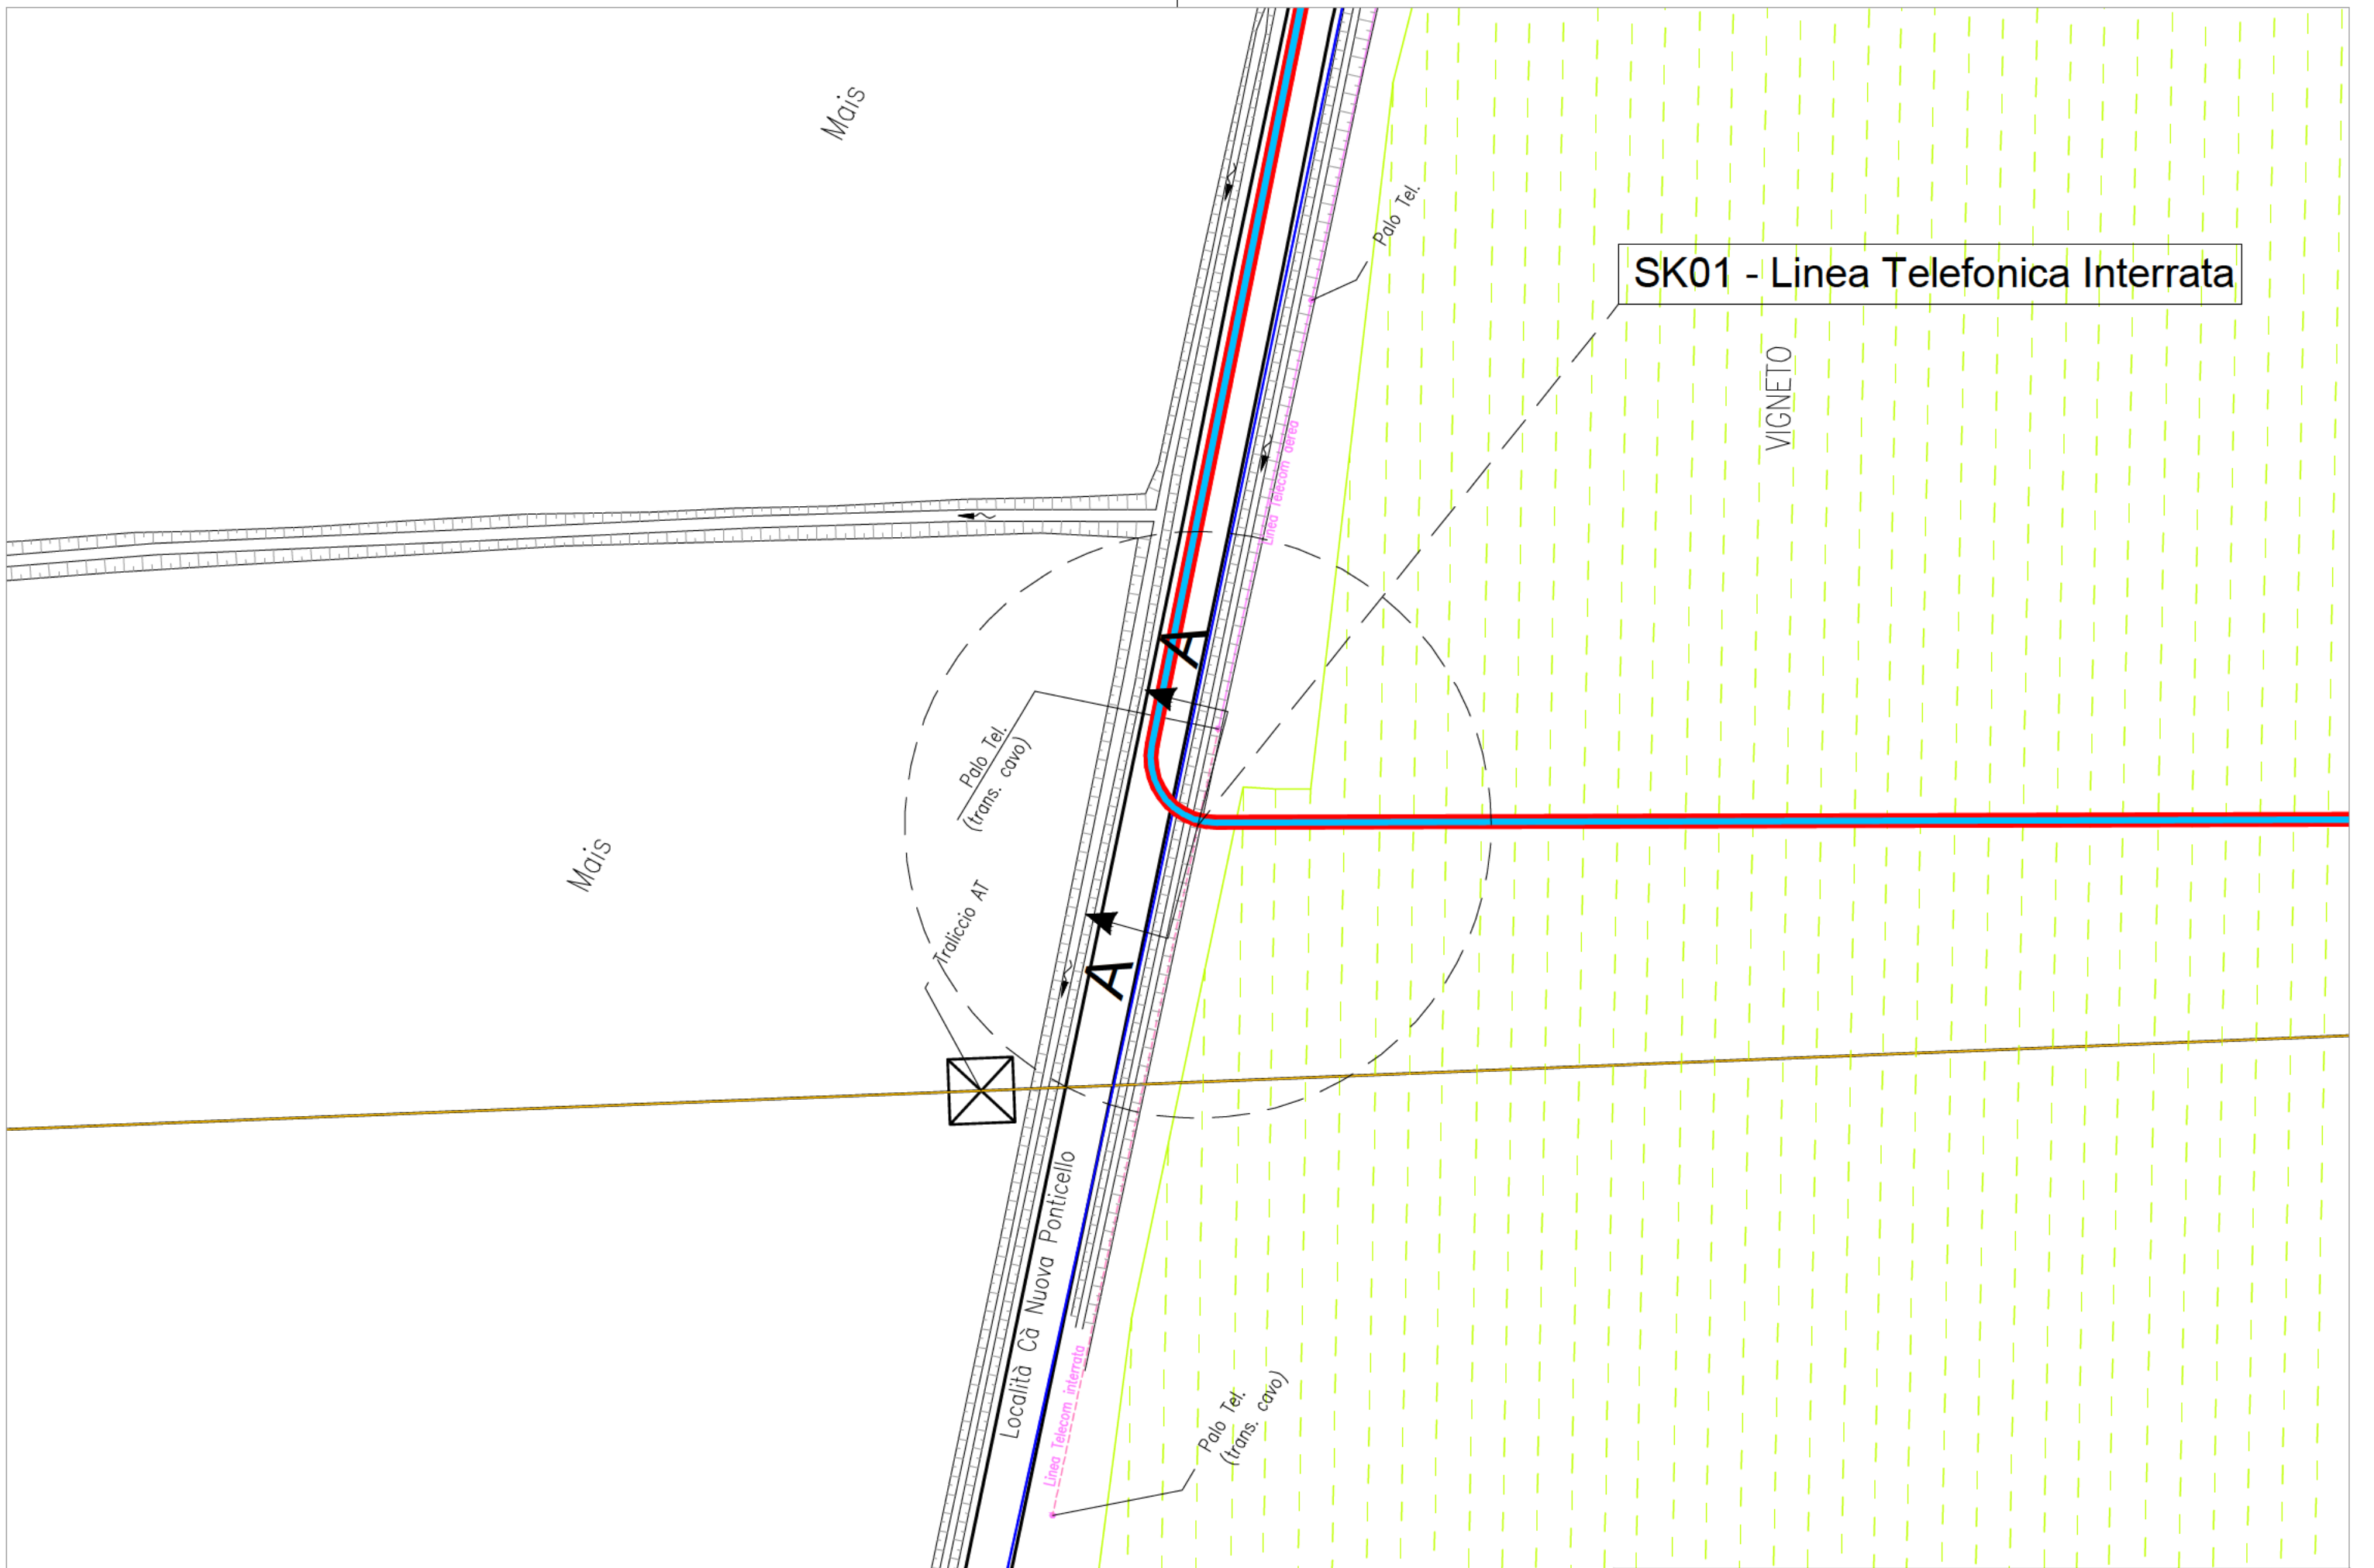 Mais
Palo Tel.
SK01 - Linea Telefonica Interrata
VIGNETO
Linea Telecom aerea
A
Palo Tel.
(trans. cavo)
Mais
Traliccio AT
A
Località Cà Nuova Ponticello
Linea Telecom interrata
Palo Tel.
(trans. cavo)